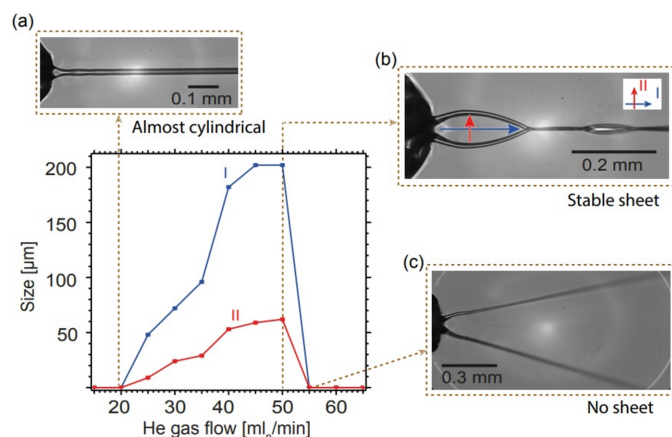 (a)
0.1 mm
Almost cylindrical
(b)
II
I
0.2 mm
Stable sheet
(c)
0.3 mm
No sheet
200
150
100
50
Size [µm]
I
II
20
30
40
50
60
He gas flow [mlₙ/min]